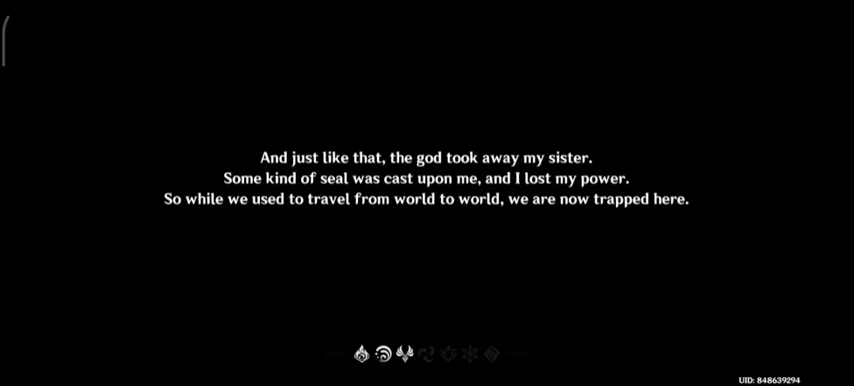 And just like that, the god took away my sister.
Some kind of seal was cast upon me, and I lost my power.
So while we used to travel from world to world, we are now trapped here.
UID: 848639294